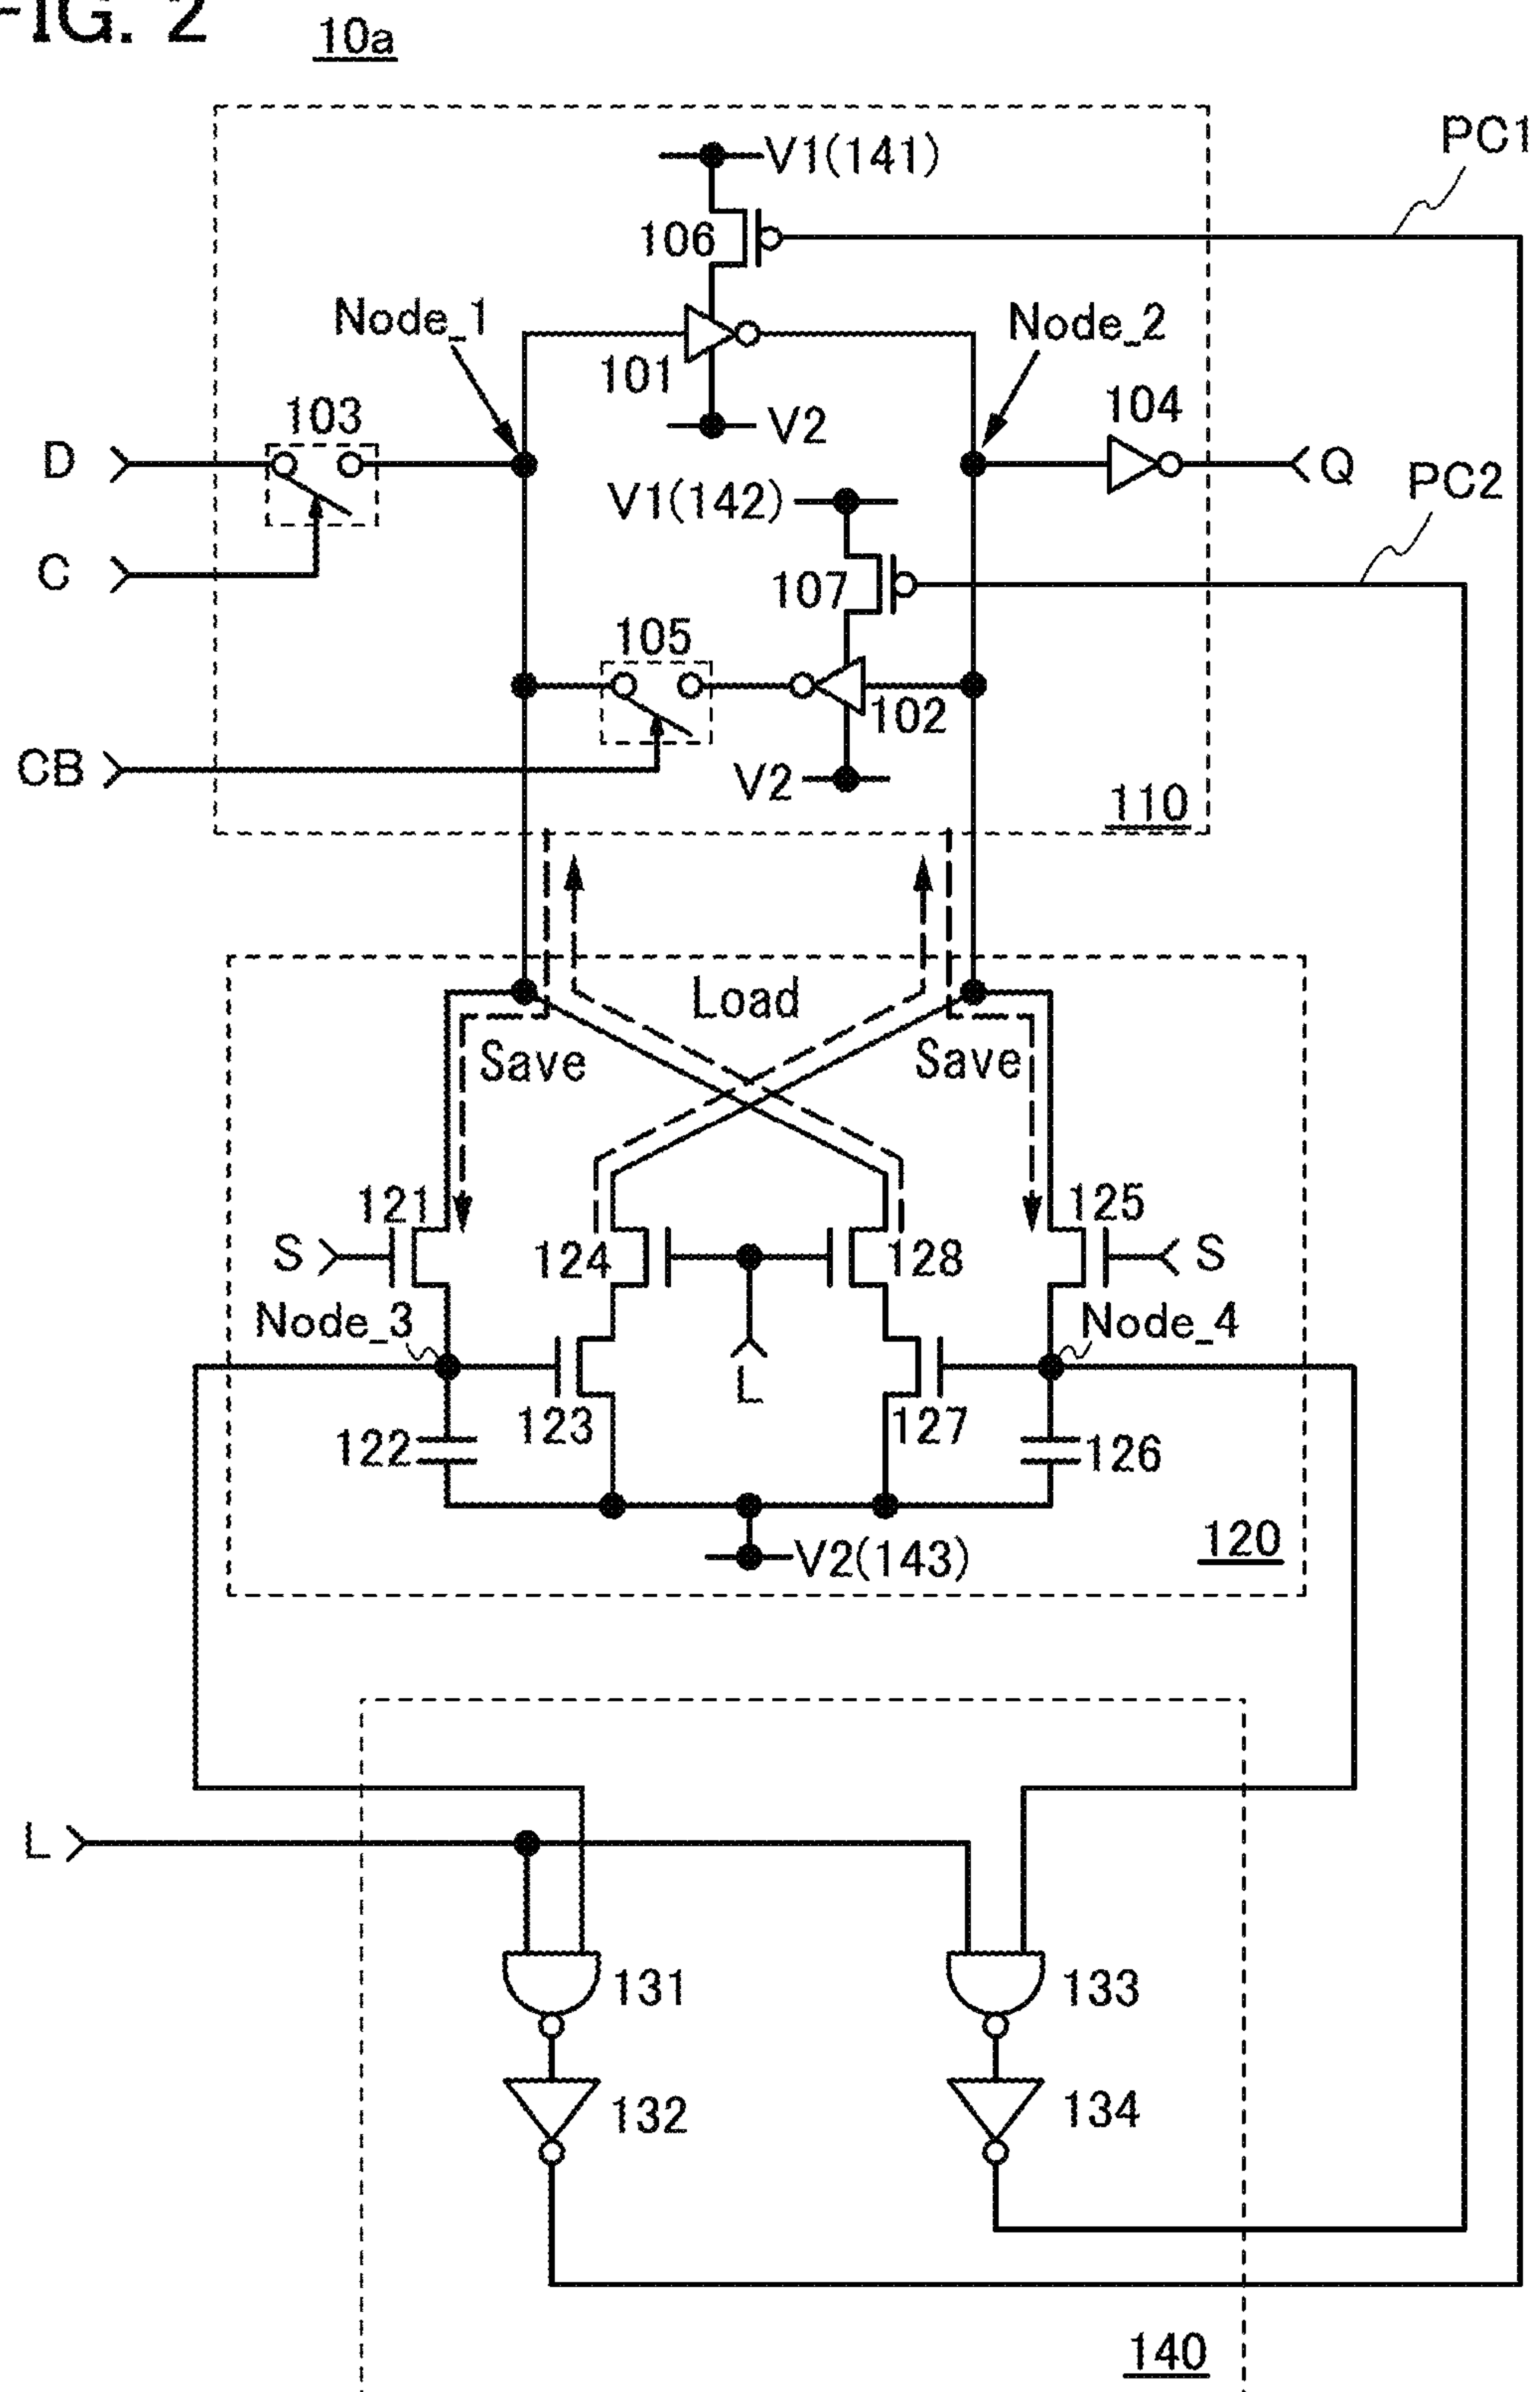 FIG. 2
10a
PC1
V1(141)
106
Node_1
Node_2
101
103
V2
104
D
Q
PC2
V1(142)
C
107
105
102
CB
V2
110
Load
Save
Save
121
125
S
124
128
S
Node_3
Node_4
L
123
127
122
126
V2(143)
120
L
131
133
132
134
140